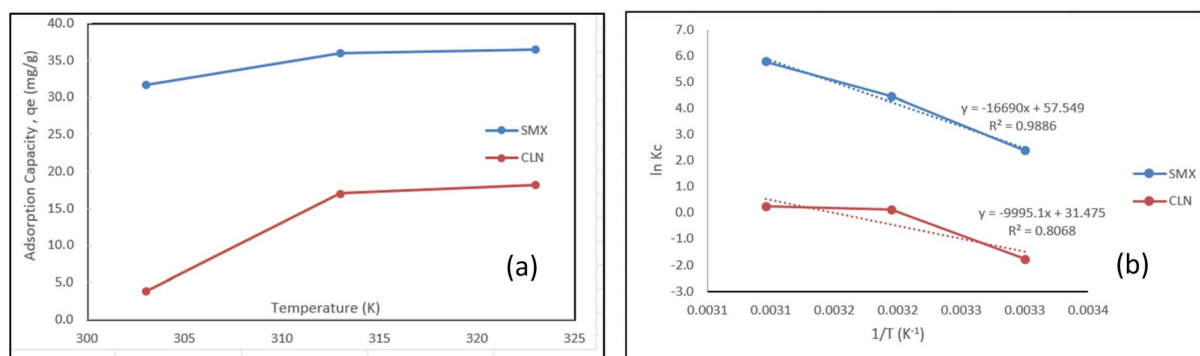 40.0
35.0
30.0
25.0
20.0
15.0
10.0
5.0
0.0
Adsorption Capacity , qe (mg/g)
SMX
CLN
(a)
Temperature (K)
300 305 310 315 320 325
7.0
6.0
5.0
4.0
3.0
2.0
1.0
0.0
-1.0
-2.0
-3.0
ln Kc
y = -16690x + 57.549
R² = 0.9886
SMX
CLN
y = -9995.1x + 31.475
R² = 0.8068
(b)
0.0031 0.0031 0.0032 0.0032 0.0033 0.0033 0.0034
1/T (K⁻¹)